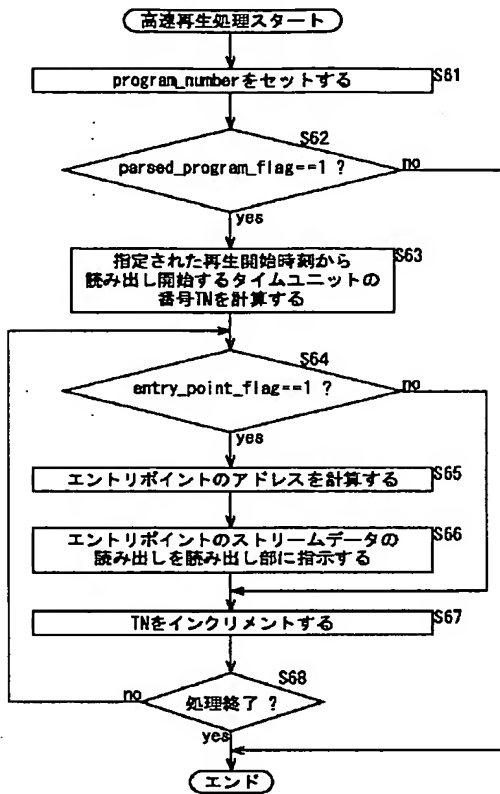 高速再生処理スタート
program_numberをセットする
S61
S62
parsed_program_flag==1 ?
no
yes
指定された再生開始時刻から
読み出し開始するタイムユニットの
番号TNを計算する
S63
S64
entry_point_flag==1 ?
no
yes
エントリポイントのアドレスを計算する
S65
エントリポイントのストリームデータの
読み出しを読み出し部に指示する
S66
TNをインクリメントする
S67
S68
no
処理終了 ?
yes
エンド